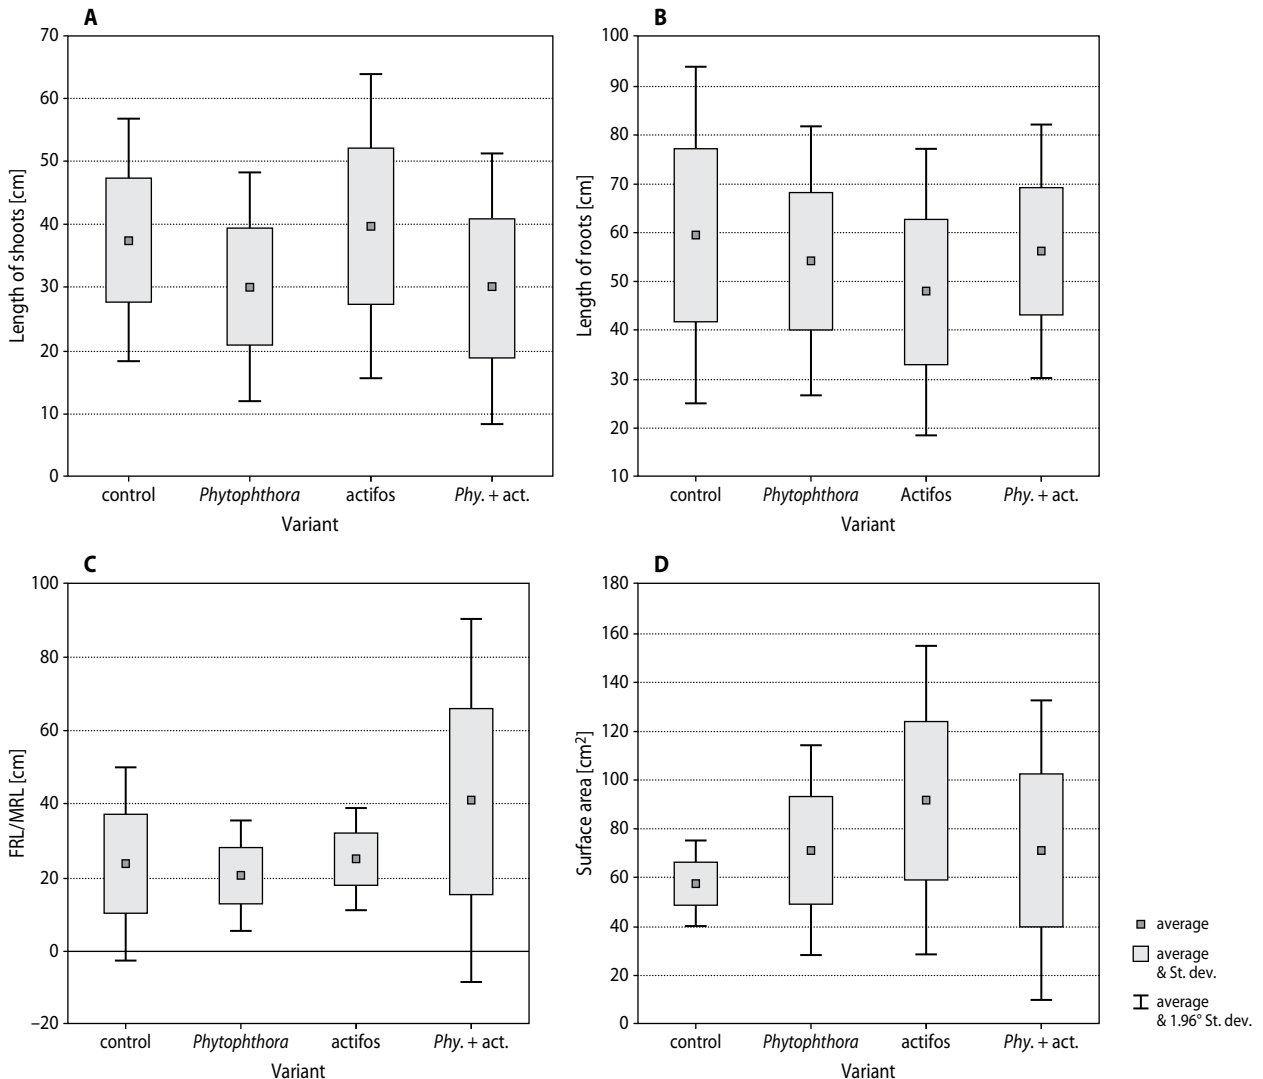 A
70
60
50
40
30
20
10
0
Length of shoots [cm]
control Phytophthora actifos Phy. + act.
Variant
B
100
90
80
70
60
50
40
30
20
10
Length of roots [cm]
control Phytophthora Actifos Phy. + act.
Variant
C
100
80
60
40
20
0
–20
FRL/MRL [cm]
control Phytophthora actifos Phy. + act.
Variant
D
180
160
140
120
100
80
60
40
20
0
Surface area [cm²]
control Phytophthora actifos Phy. + act.
Variant
average
average
& St. dev.
average
& 1.96° St. dev.